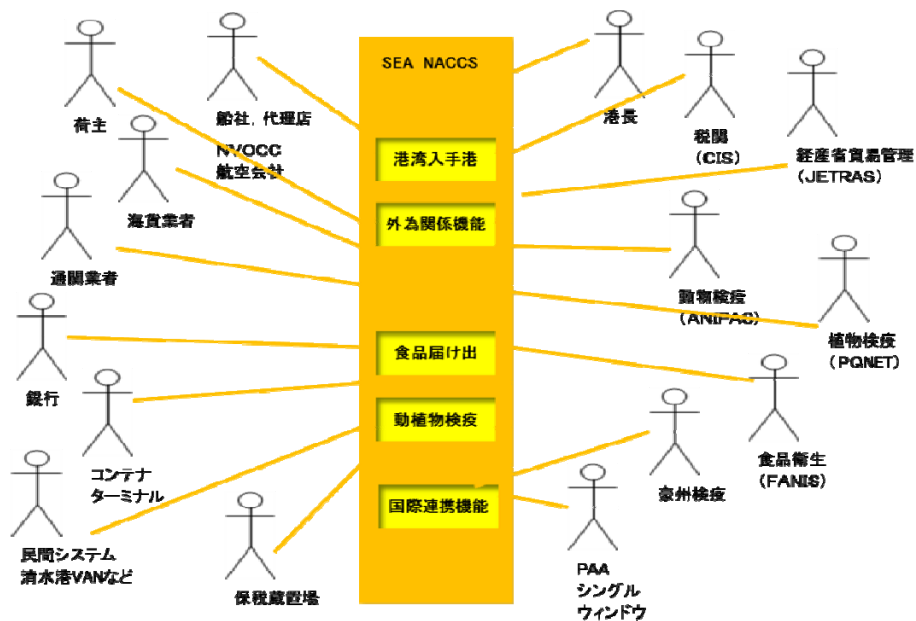 SEA NACCS
港湾入手港
外為関係機能
食品届け出
動植物検疫
国際連携機能
荷主
船社，代理店
NVOCC
航空会社
海貨業者
通関業者
銀行
コンテナ
ターミナル
民間システム
清水港VANなど
保税蔵置場
港長
税関
（CIS）
経産省貿易管理
（JETRAS）
動物検疫
（ANIPAS）
植物検疫
（PQNET）
食品衛生
（FANIS）
豪州検疫
PAA
シングル
ウィンドウ